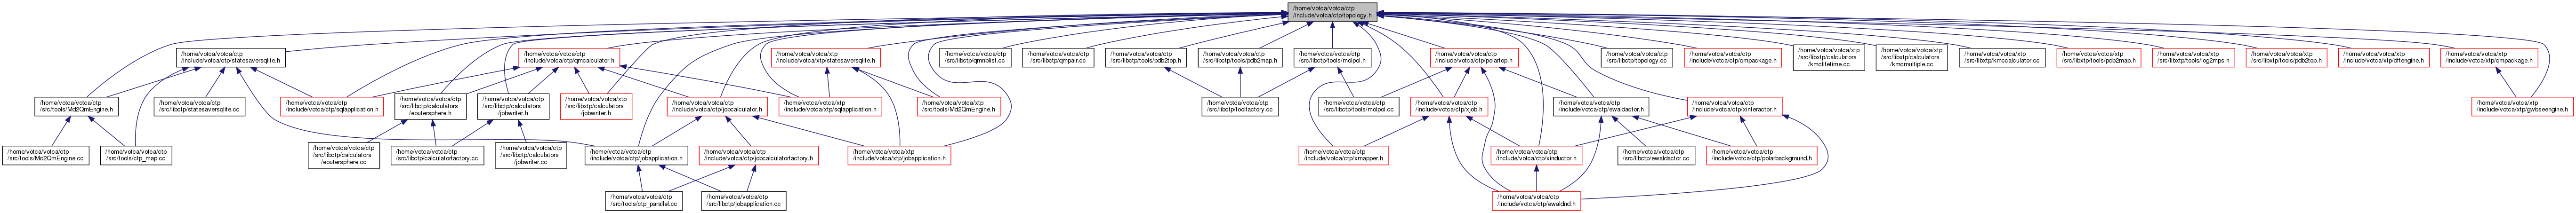 /home/votca/votca/ctp
/include/votca/ctp/topology.h
/home/votca/votca/ctp
/include/votca/ctp/statesaversqlite.h
/home/votca/votca/ctp
/include/votca/ctp/qmcalculator.h
/home/votca/votca/xtp
/include/votca/xtp/statesaversqlite.h
/home/votca/votca/ctp
/src/libctp/qmnblist.cc
/home/votca/votca/ctp
/src/libctp/qmpair.cc
/home/votca/votca/ctp
/src/libctp/tools/pdb2top.h
/home/votca/votca/ctp
/src/libctp/tools/pdb2map.h
/home/votca/votca/ctp
/src/libctp/tools/molpol.h
/home/votca/votca/ctp
/include/votca/ctp/polartop.h
/home/votca/votca/ctp
/src/libctp/topology.cc
/home/votca/votca/ctp
/include/votca/ctp/qmpackage.h
/home/votca/votca/xtp
/src/libxtp/calculators
/kmclifetime.cc
/home/votca/votca/xtp
/src/libxtp/calculators
/kmcmultiple.cc
/home/votca/votca/xtp
/src/libxtp/kmccalculator.cc
/home/votca/votca/xtp
/src/libxtp/tools/pdb2map.h
/home/votca/votca/xtp
/src/libxtp/tools/log2mps.h
/home/votca/votca/xtp
/src/libxtp/tools/pdb2top.h
/home/votca/votca/xtp
/include/votca/xtp/dftengine.h
/home/votca/votca/xtp
/include/votca/xtp/qmpackage.h
/home/votca/votca/ctp
/src/tools/Md2QmEngine.h
/home/votca/votca/ctp
/src/libctp/statesaversqlite.cc
/home/votca/votca/ctp
/include/votca/ctp/sqlapplication.h
/home/votca/votca/ctp
/src/libctp/calculators
/eoutersphere.h
/home/votca/votca/ctp
/src/libctp/calculators
/jobwriter.h
/home/votca/votca/xtp
/src/libxtp/calculators
/jobwriter.h
/home/votca/votca/ctp
/include/votca/ctp/jobcalculator.h
/home/votca/votca/xtp
/include/votca/xtp/sqlapplication.h
/home/votca/votca/xtp
/src/tools/Md2QmEngine.h
/home/votca/votca/ctp
/src/libctp/toolfactory.cc
/home/votca/votca/ctp
/src/libctp/tools/molpol.cc
/home/votca/votca/ctp
/include/votca/ctp/xjob.h
/home/votca/votca/ctp
/include/votca/ctp/ewaldactor.h
/home/votca/votca/ctp
/include/votca/ctp/xinteractor.h
/home/votca/votca/xtp
/include/votca/xtp/gwbseengine.h
/home/votca/votca/ctp
/src/tools/Md2QmEngine.cc
/home/votca/votca/ctp
/src/tools/ctp_map.cc
/home/votca/votca/ctp
/src/libctp/calculators
/eoutersphere.cc
/home/votca/votca/ctp
/src/libctp/calculatorfactory.cc
/home/votca/votca/ctp
/src/libctp/calculators
/jobwriter.cc
/home/votca/votca/ctp
/include/votca/ctp/jobapplication.h
/home/votca/votca/ctp
/include/votca/ctp/jobcalculatorfactory.h
/home/votca/votca/xtp
/include/votca/xtp/jobapplication.h
/home/votca/votca/ctp
/include/votca/ctp/xmapper.h
/home/votca/votca/ctp
/include/votca/ctp/xinductor.h
/home/votca/votca/ctp
/src/libctp/ewaldactor.cc
/home/votca/votca/ctp
/include/votca/ctp/polarbackground.h
/home/votca/votca/ctp
/src/tools/ctp_parallel.cc
/home/votca/votca/ctp
/src/libctp/jobapplication.cc
/home/votca/votca/ctp
/include/votca/ctp/ewaldnd.h